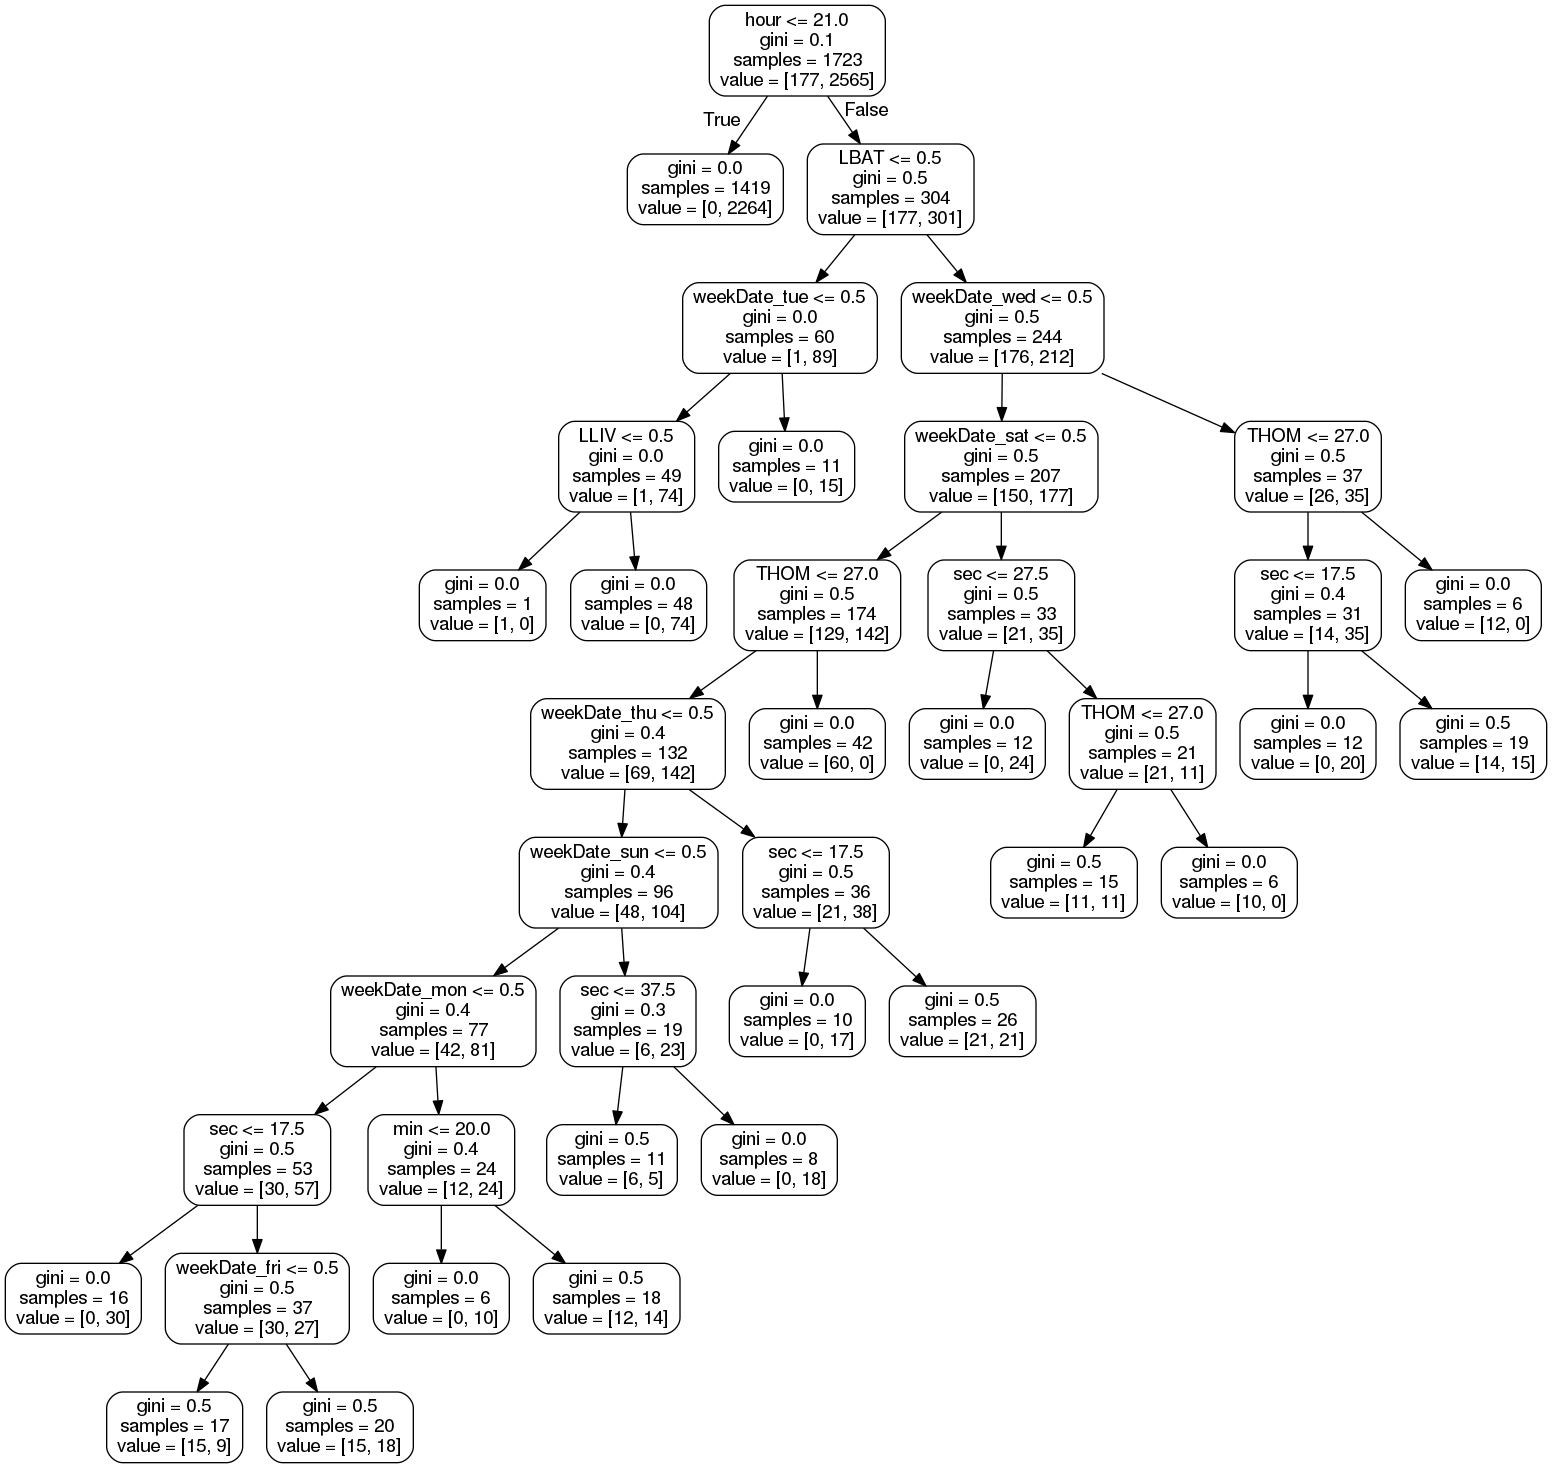 hour <= 21.0
gini = 0.1
samples = 1723
value = [177, 2565]
True
False
gini = 0.0
samples = 1419
value = [0, 2264]
LBAT <= 0.5
gini = 0.5
samples = 304
value = [177, 301]
weekDate_tue <= 0.5
gini = 0.0
samples = 60
value = [1, 89]
weekDate_wed <= 0.5
gini = 0.5
samples = 244
value = [176, 212]
LLIV <= 0.5
gini = 0.0
samples = 49
value = [1, 74]
gini = 0.0
samples = 11
value = [0, 15]
weekDate_sat <= 0.5
gini = 0.5
samples = 207
value = [150, 177]
THOM <= 27.0
gini = 0.5
samples = 37
value = [26, 35]
gini = 0.0
samples = 1
value = [1, 0]
gini = 0.0
samples = 48
value = [0, 74]
THOM <= 27.0
gini = 0.5
samples = 174
value = [129, 142]
sec <= 27.5
gini = 0.5
samples = 33
value = [21, 35]
sec <= 17.5
gini = 0.4
samples = 31
value = [14, 35]
gini = 0.0
samples = 6
value = [12, 0]
weekDate_thu <= 0.5
gini = 0.4
samples = 132
value = [69, 142]
gini = 0.0
samples = 42
value = [60, 0]
gini = 0.0
samples = 12
value = [0, 24]
THOM <= 27.0
gini = 0.5
samples = 21
value = [21, 11]
gini = 0.0
samples = 12
value = [0, 20]
gini = 0.5
samples = 19
value = [14, 15]
weekDate_sun <= 0.5
gini = 0.4
samples = 96
value = [48, 104]
sec <= 17.5
gini = 0.5
samples = 36
value = [21, 38]
gini = 0.5
samples = 15
value = [11, 11]
gini = 0.0
samples = 6
value = [10, 0]
weekDate_mon <= 0.5
gini = 0.4
samples = 77
value = [42, 81]
sec <= 37.5
gini = 0.3
samples = 19
value = [6, 23]
gini = 0.0
samples = 10
value = [0, 17]
gini = 0.5
samples = 26
value = [21, 21]
sec <= 17.5
gini = 0.5
samples = 53
value = [30, 57]
min <= 20.0
gini = 0.4
samples = 24
value = [12, 24]
gini = 0.5
samples = 11
value = [6, 5]
gini = 0.0
samples = 8
value = [0, 18]
gini = 0.0
samples = 16
value = [0, 30]
weekDate_fri <= 0.5
gini = 0.5
samples = 37
value = [30, 27]
gini = 0.0
samples = 6
value = [0, 10]
gini = 0.5
samples = 18
value = [12, 14]
gini = 0.5
samples = 17
value = [15, 9]
gini = 0.5
samples = 20
value = [15, 18]